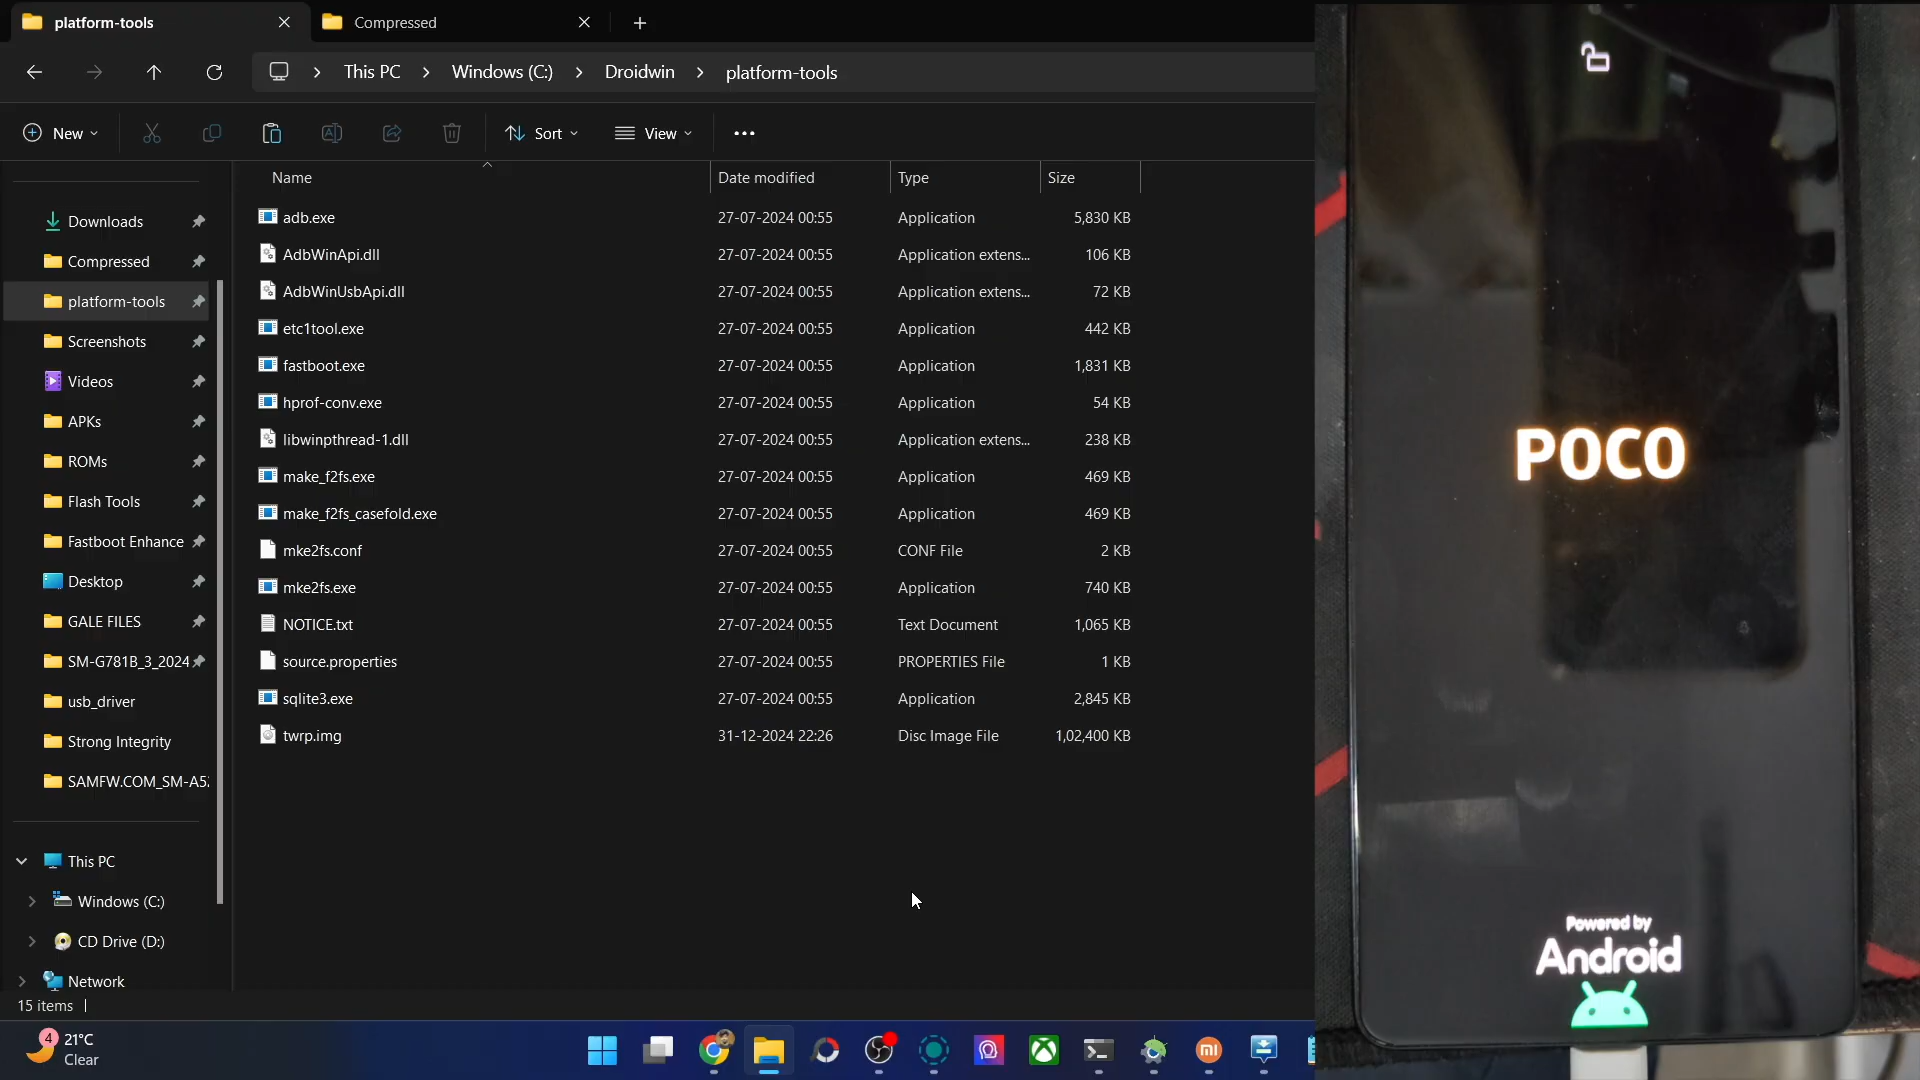 platform-tools
Compressed
This PC
Windows (C:)
Droidwin
platform-tools
New
Sort
View
Name
Date modified
Type
Size
Downloads
Compressed
platform-tools
Screenshots
Videos
APKs
ROMs
Flash Tools
Fastboot Enhance
Desktop
GALE FILES
SM-G781B_3_2024
usb_driver
Strong Integrity
SAMFW.COM_SM-A5
This PC
Windows (C:)
CD Drive (D:)
Network
adb.exe 27-07-2024 00:55 Application 5,830 KB
AdbWinApi.dll 27-07-2024 00:55 Application extens... 106 KB
AdbWinUsbApi.dll 27-07-2024 00:55 Application extens... 72 KB
etc1tool.exe 27-07-2024 00:55 Application 442 KB
fastboot.exe 27-07-2024 00:55 Application 1,831 KB
hprof-conv.exe 27-07-2024 00:55 Application 54 KB
libwinpthread-1.dll 27-07-2024 00:55 Application extens... 238 KB
make_f2fs.exe 27-07-2024 00:55 Application 469 KB
make_f2fs_casefold.exe 27-07-2024 00:55 Application 469 KB
mke2fs.conf 27-07-2024 00:55 CONF File 2 KB
mke2fs.exe 27-07-2024 00:55 Application 740 KB
NOTICE.txt 27-07-2024 00:55 Text Document 1,065 KB
source.properties 27-07-2024 00:55 PROPERTIES File 1 KB
sqlite3.exe 27-07-2024 00:55 Application 2,845 KB
twrp.img 31-12-2024 22:26 Disc Image File 1,02,400 KB
15 items
4
21°C
Clear
mi
POCO
Powered by
Android